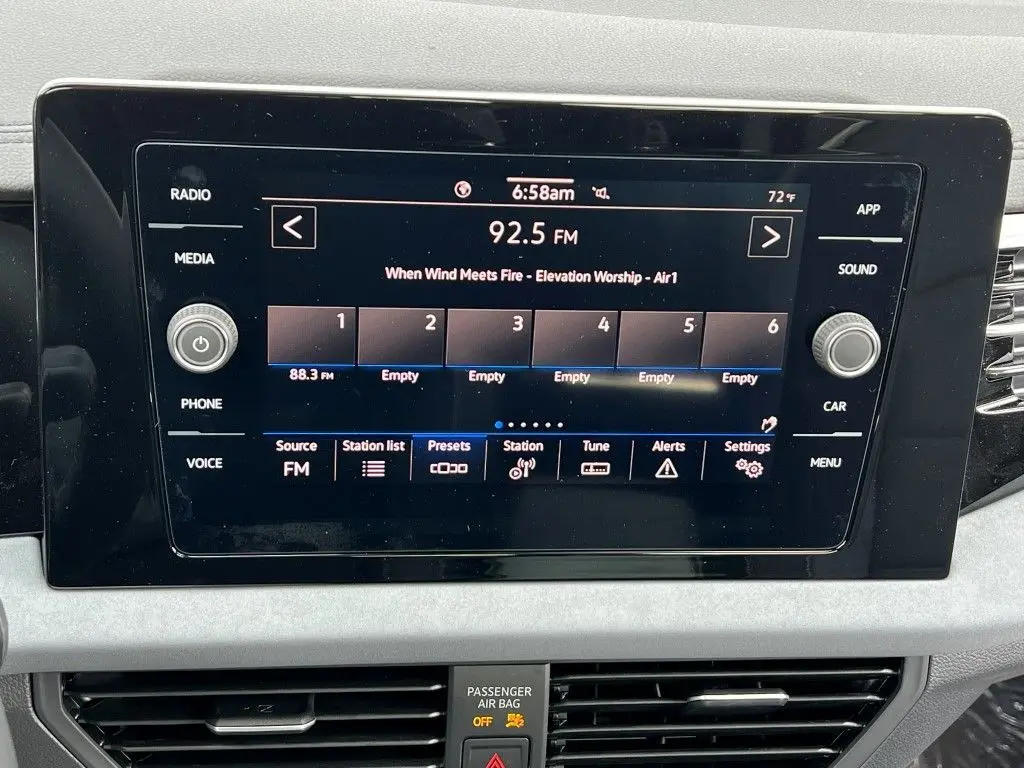 RADIO
MEDIA
PHONE
VOICE
6:58am
72°F
<
92.5 FM
>
When Wind Meets Fire - Elevation Worship - Air1
1 2 3 4 5 6
88.3 FM Empty Empty Empty Empty Empty
Source Station list Presets Station Tune Alerts Settings
FM
APP
SOUND
CAR
MENU
PASSENGER
AIR BAG
OFF